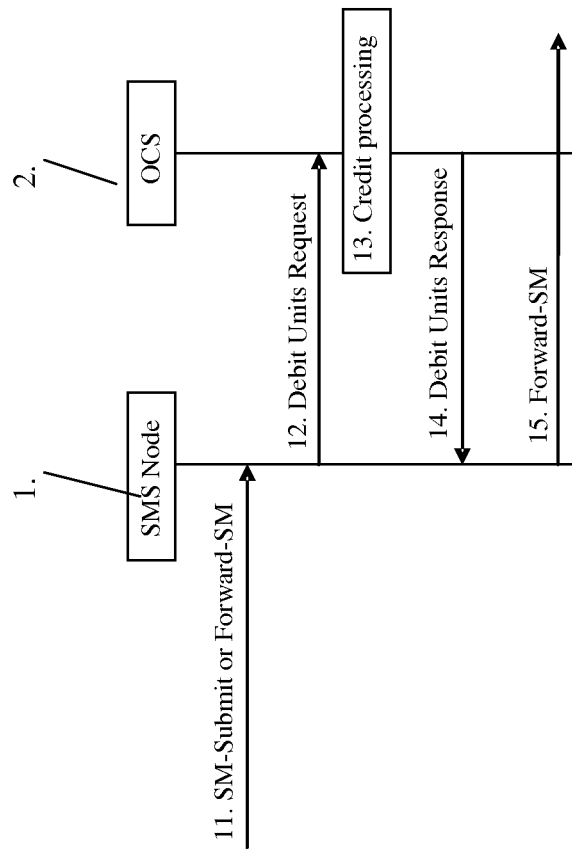 1.
2.
SMS Node
OCS
11. SM-Submit or Forward-SM
12. Debit Units Request
13. Credit processing
14. Debit Units Response
15. Forward-SM